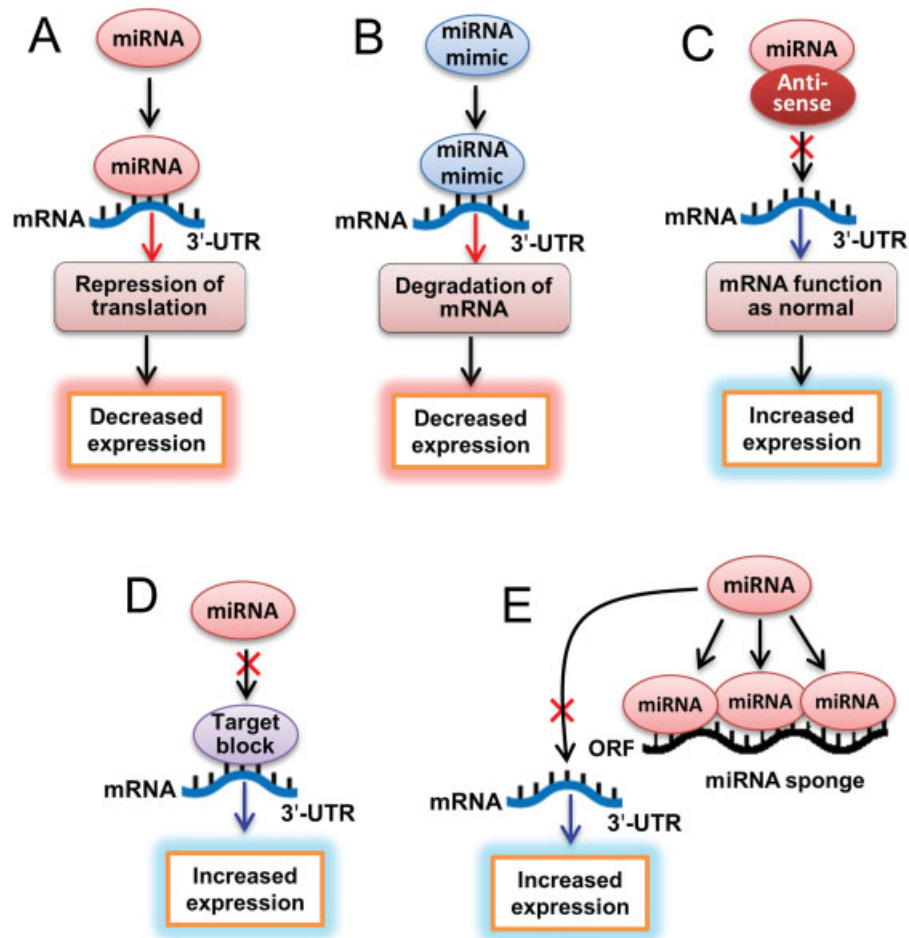 A
miRNA
miRNA
mRNA
3'-UTR
Repression of
translation
Decreased
expression
B
miRNA
mimic
miRNA
mimic
mRNA
3'-UTR
Degradation of
mRNA
Decreased
expression
C
miRNA
Anti-
sense
mRNA
3'-UTR
mRNA function
as normal
Increased
expression
D
miRNA
Target
block
mRNA
3'-UTR
Increased
expression
E
miRNA
miRNA
miRNA
miRNA
ORF
miRNA sponge
mRNA
3'-UTR
Increased
expression